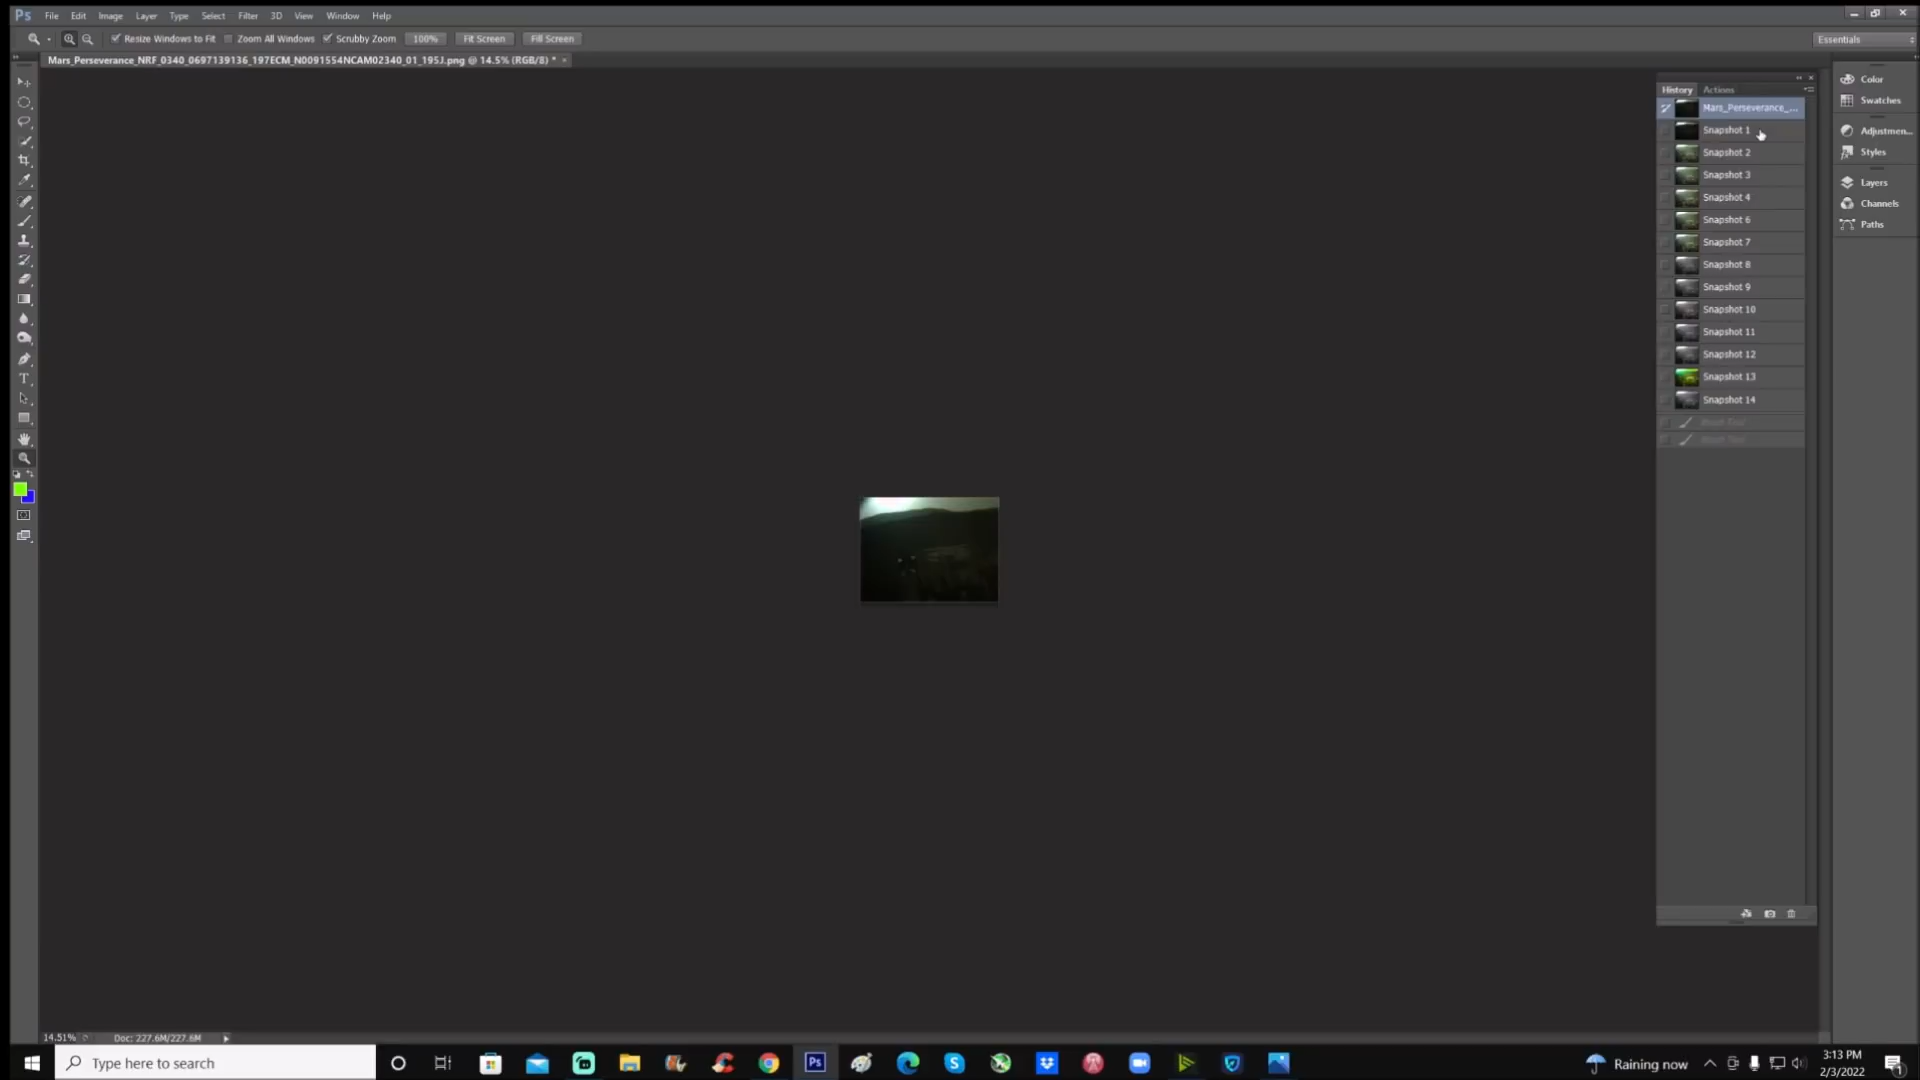 Ps File Edit Image Layer Type Select Filter 3D View Window Help
Resize Windows to Fit Zoom All Windows Scrubby Zoom 100% Fit Screen Fill Screen Essentials
Mars_Perseverance_NRF_0340_0697139136_197ECM_N0091554NCAM02340_01_195J.png @ 14.5% (RGB/8) * ×
History Actions
Mars_Perseverance_...
Snapshot 1
Snapshot 2
Snapshot 3
Snapshot 4
Snapshot 6
Snapshot 7
Snapshot 8
Snapshot 9
Snapshot 10
Snapshot 11
Snapshot 12
Snapshot 13
Snapshot 14
Color
Swatches
Adjustmen...
Styles
Layers
Channels
Paths
14.51% Doc: 227.6M/227.6M
Type here to search
Ps
Raining now
3:13 PM
2/3/2022